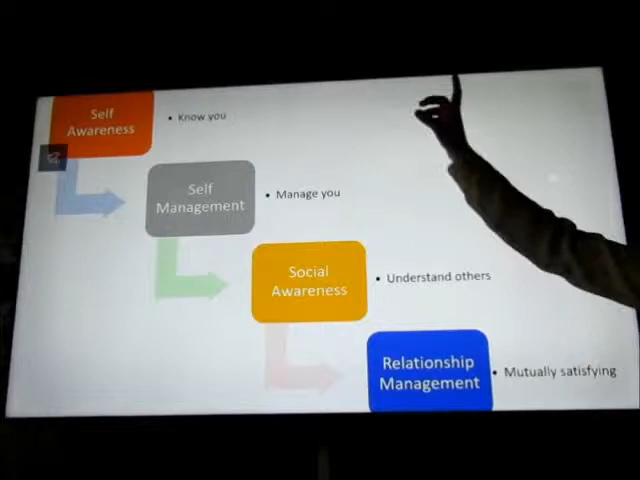 Self
Awareness
• Know you
Self
Management
• Manage you
Social
Awareness
• Understand others
Relationship
Management
• Mutually satisfying